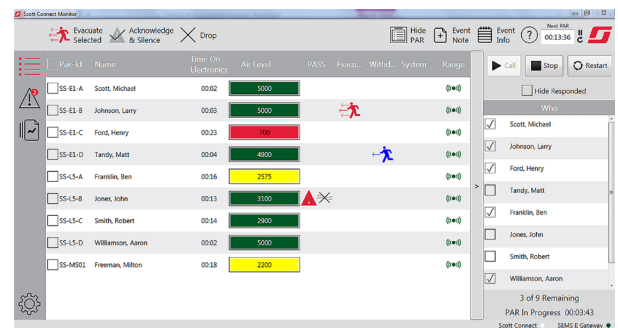 Scott Connect Monitor
Evacuate Selected
Acknowledge & Silence
Drop
Hide PAR
Event Note
Event Info
?
Next PAR
00:13:36
Pak-Id Name Time On Electronics Air Level PASS Evacu... Withd... System Range
SS-E1-A Scott, Michael 00:02 5000
SS-E1-B Johnson, Larry 00:03 5000
SS-E1-C Ford, Henry 00:23 700
SS-E1-D Tandy, Matt 00:04 4900
SS-L5-A Franklin, Ben 00:16 2575
SS-L5-B Jones, John 00:13 3100
SS-L5-C Smith, Robert 00:14 2900
SS-L5-D Williamson, Aaron 00:02 5000
SS-MS01 Freeman, Milton 00:18 2200
>
Call Stop Restart
Hide Responded
Who
Scott, Michael
Johnson, Larry
Ford, Henry
Tandy, Matt
Franklin, Ben
Jones, John
Smith, Robert
Williamson, Aaron
3 of 9 Remaining
PAR In Progress 00:03:43
Scott Connect SEMS II Gateway